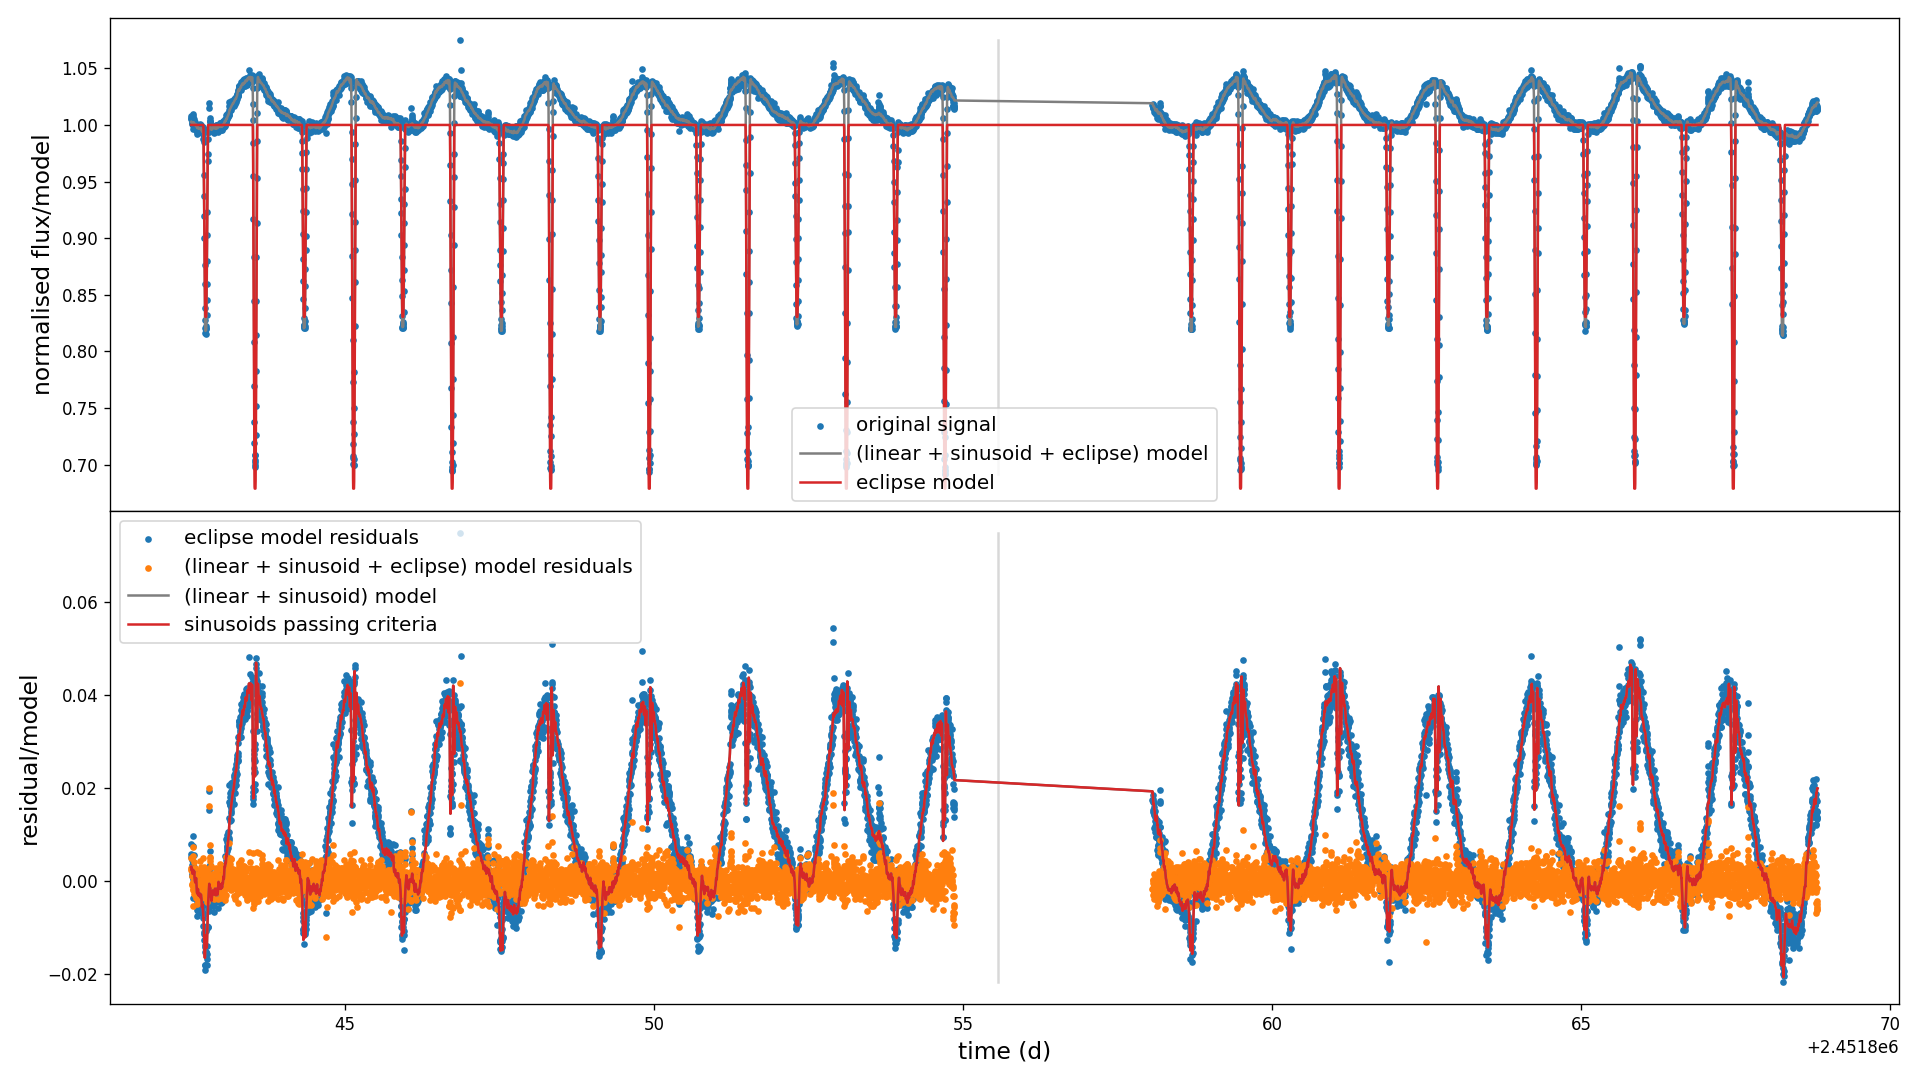 1.05
1.00
0.95
0.90
0.85
0.80
0.75
0.70
normalised flux/model
original signal
(linear + sinusoid + eclipse) model
eclipse model
eclipse model residuals
(linear + sinusoid + eclipse) model residuals
(linear + sinusoid) model
sinusoids passing criteria
0.06
0.04
0.02
0.00
−0.02
residual/model
45
50
55
60
65
70
time (d)
+2.4518e6